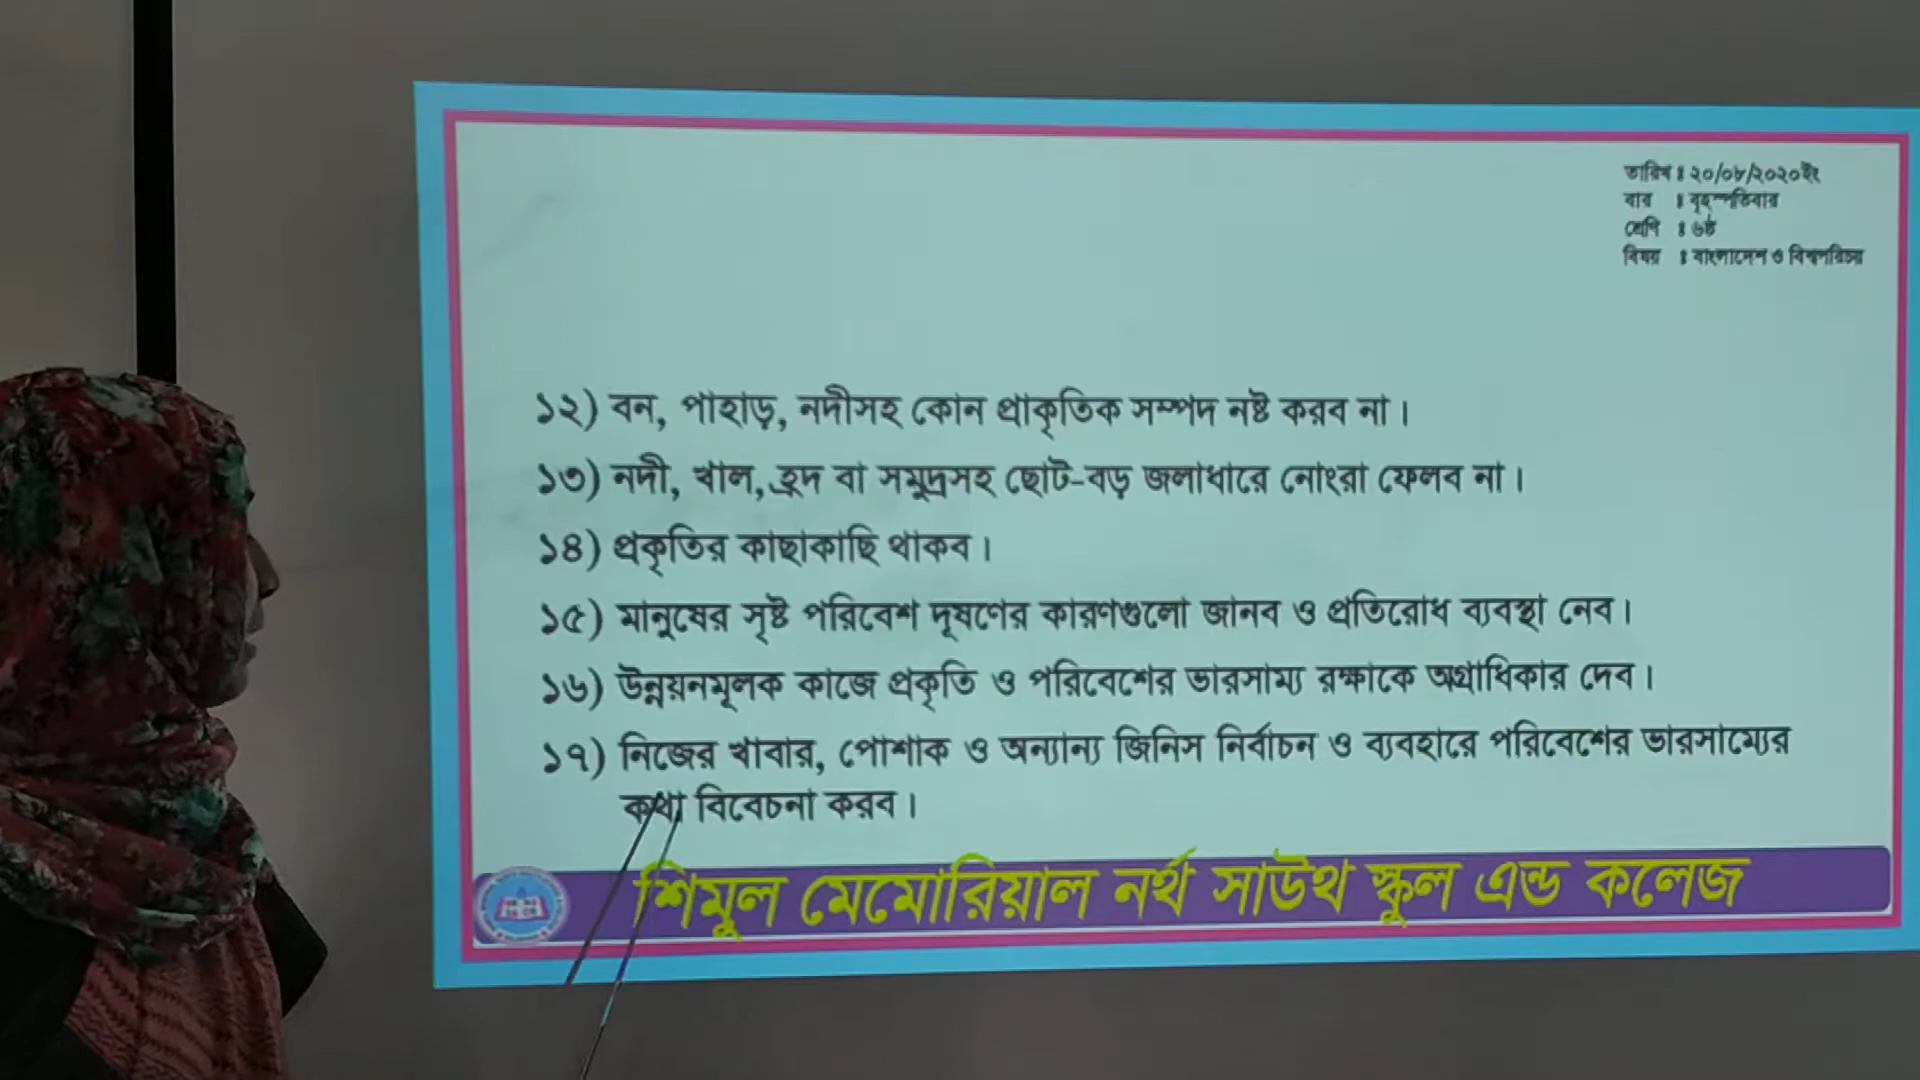 তারিখ ঃ ২০/০৮/২০২০ইং
বার ঃ বৃহস্পতিবার
শ্রেণি ঃ ৬ষ্ঠ
বিষয় ঃ বাংলাদেশ ও বিশ্বপরিচয়
১২) বন, পাহাড়, নদীসহ কোন প্রাকৃতিক সম্পদ নষ্ট করব না।
১৩) নদী, খাল, হ্রদ বা সমুদ্রসহ ছোট-বড় জলাধারে নোংরা ফেলব না।
১৪) প্রকৃতির কাছাকাছি থাকব।
১৫) মানুষের সৃষ্ট পরিবেশ দূষণের কারণগুলো জানব ও প্রতিরোধ ব্যবস্থা নেব।
১৬) উন্নয়নমূলক কাজে প্রকৃতি ও পরিবেশের ভারসাম্য রক্ষাকে অগ্রাধিকার দেব।
১৭) নিজের খাবার, পোশাক ও অন্যান্য জিনিস নির্বাচন ও ব্যবহারে পরিবেশের ভারসাম্যের
কথা বিবেচনা করব।
শিমুল মেমোরিয়াল নর্থ সাউথ স্কুল এন্ড কলেজ